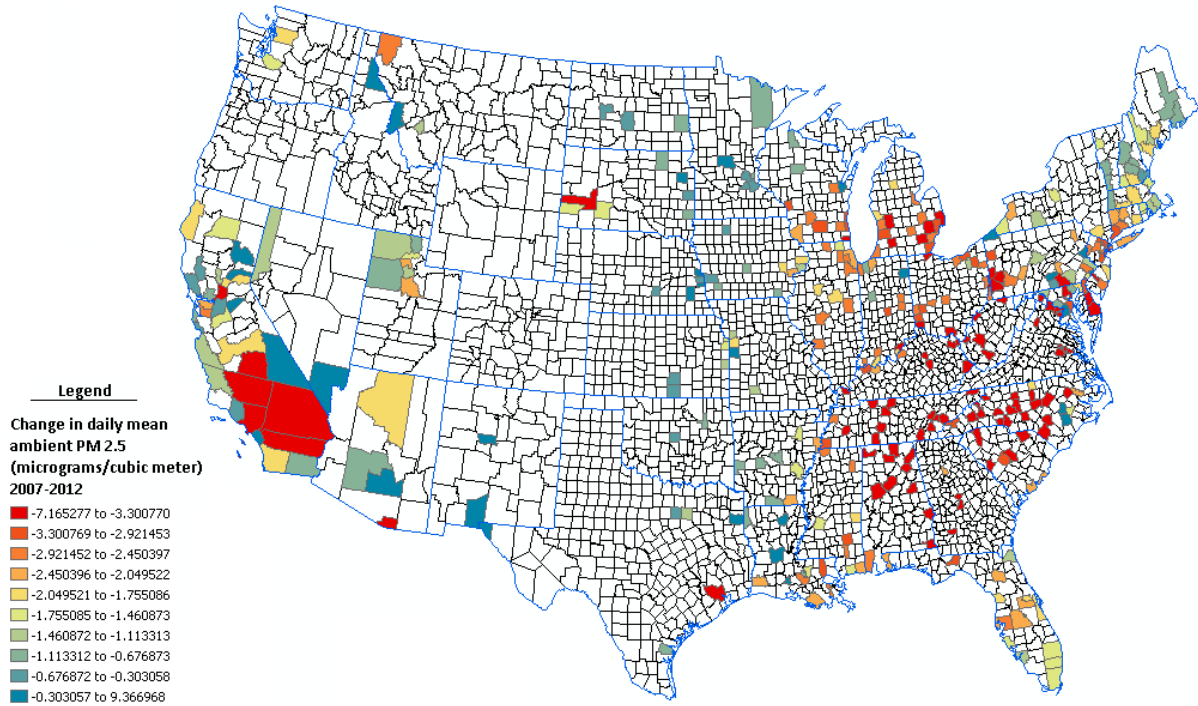 Legend
Change in daily mean
ambient PM 2.5
(micrograms/cubic meter)
2007-2012
-7.165277 to -3.300770
-3.300769 to -2.921453
-2.921452 to -2.450397
-2.450396 to -2.049522
-2.049521 to -1.755086
-1.755085 to -1.460873
-1.460872 to -1.113313
-1.113312 to -0.676873
-0.676872 to -0.303058
-0.303057 to 9.366968